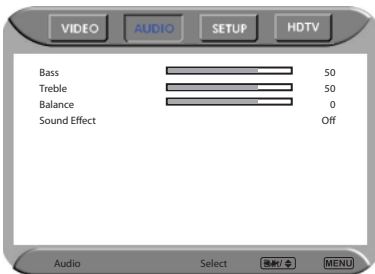 VIDEO AUDIO SETUP HDTV
Bass 50
Treble 50
Balance 0
Sound Effect Off
Audio Select MENU